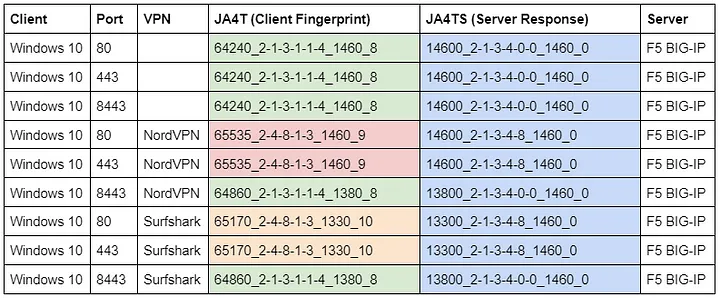 Client Port VPN JA4T (Client Fingerprint) JA4TS (Server Response) Server
Windows 10 80 64240_2-1-3-1-1-4_1460_8 14600_2-1-3-4-0-0_1460_0 F5 BIG-IP
Windows 10 443 64240_2-1-3-1-1-4_1460_8 14600_2-1-3-4-0-0_1460_0 F5 BIG-IP
Windows 10 8443 64240_2-1-3-1-1-4_1460_8 14600_2-1-3-4-0-0_1460_0 F5 BIG-IP
Windows 10 80 NordVPN 65535_2-4-8-1-3_1460_9 14600_2-1-3-4-8_1460_0 F5 BIG-IP
Windows 10 443 NordVPN 65535_2-4-8-1-3_1460_9 14600_2-1-3-4-8_1460_0 F5 BIG-IP
Windows 10 8443 NordVPN 64860_2-1-3-1-1-4_1380_8 13800_2-1-3-4-0-0_1460_0 F5 BIG-IP
Windows 10 80 Surfshark 65170_2-4-8-1-3_1330_10 13300_2-1-3-4-8_1460_0 F5 BIG-IP
Windows 10 443 Surfshark 65170_2-4-8-1-3_1330_10 13300_2-1-3-4-8_1460_0 F5 BIG-IP
Windows 10 8443 Surfshark 64860_2-1-3-1-1-4_1380_8 13800_2-1-3-4-0-0_1460_0 F5 BIG-IP